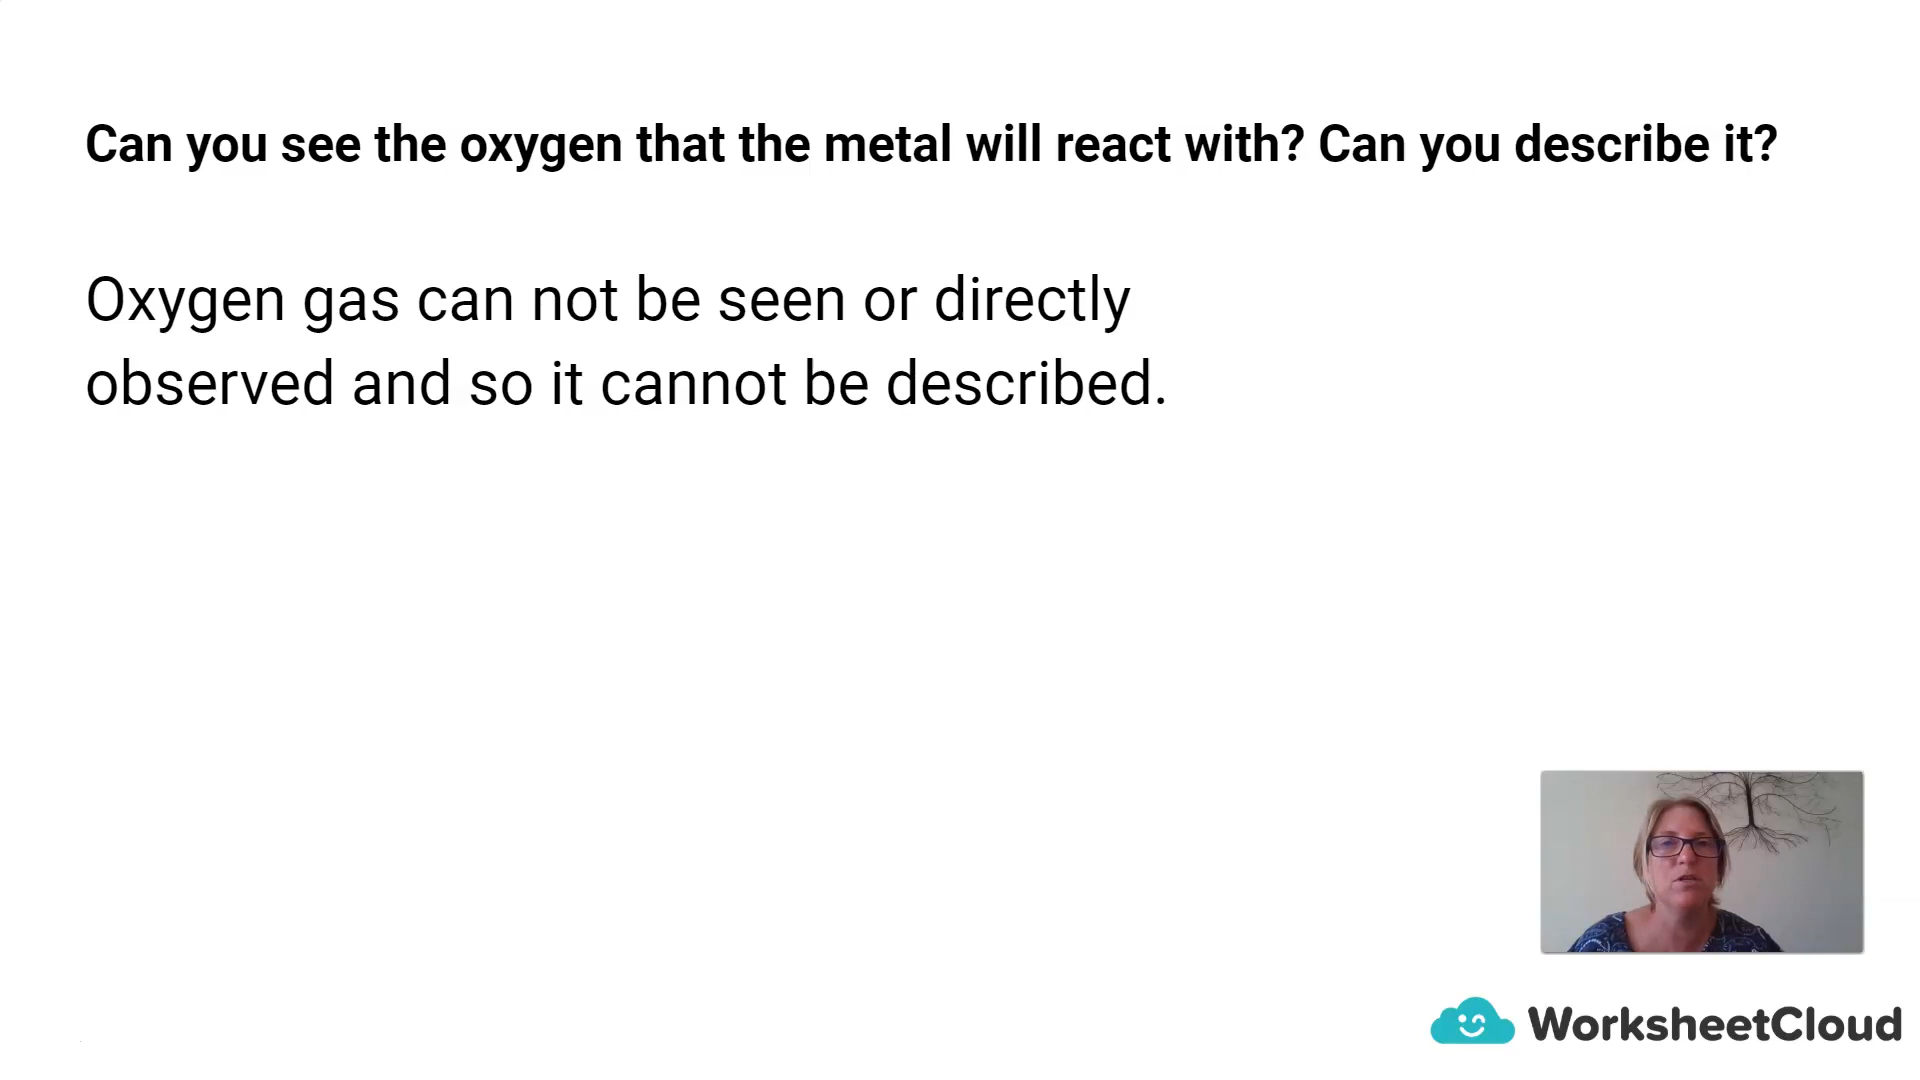 Can you see the oxygen that the metal will react with? Can you describe it?
Oxygen gas can not be seen or directly
observed and so it cannot be described.
WorksheetCloud